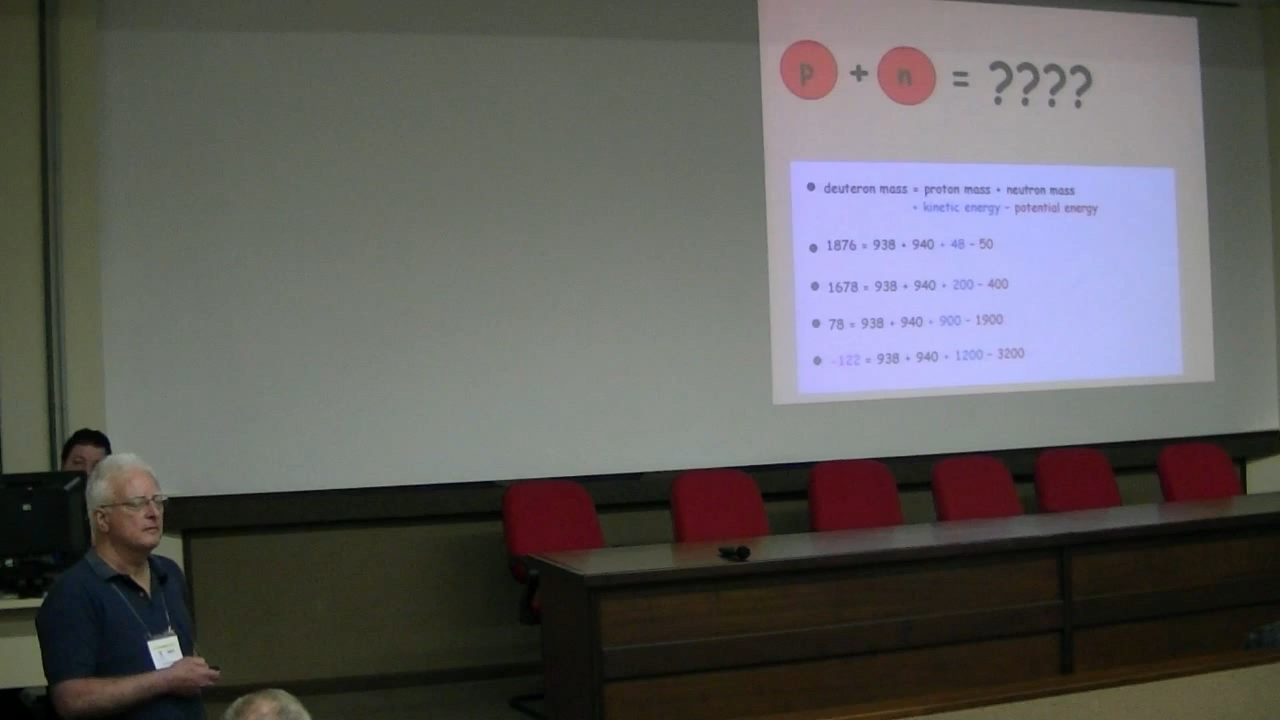 p + n = ????
deuteron mass = proton mass + neutron mass
+ kinetic energy - potential energy
1876 = 938 + 940 + 48 - 50
1678 = 938 + 940 + 200 - 400
78 = 938 + 940 + 900 - 1900
-122 = 938 + 940 + 1200 - 3200